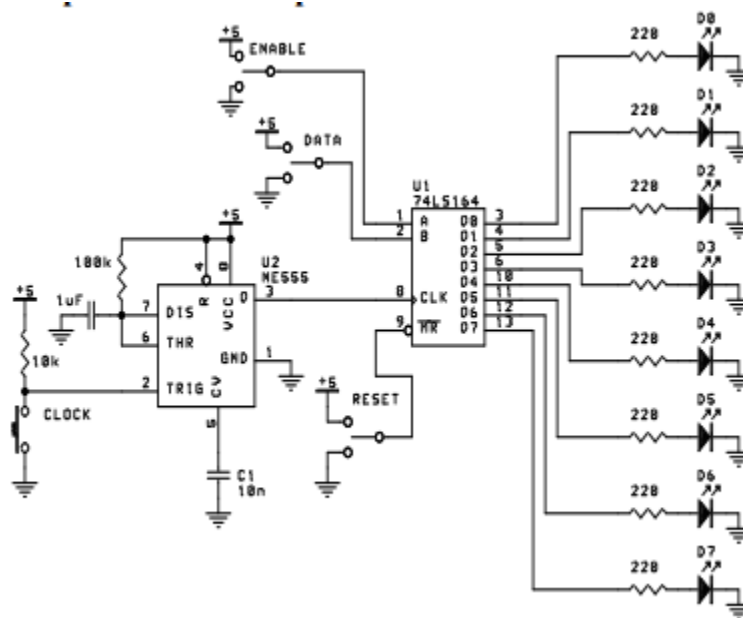 +5
ENABLE
+5
DATA
U1
74LS164
1 A D0 3
2 B D1 4
D2 5
D3 6
8 CLK D4 10
D5 11
9 MR D6 12
D7 13
+5
100k
4
8
U2
NE555
+5
1uF
7 DIS
R
VCC
O 3
6 THR
GND 1
10k
2 TRIG
CV
5
CLOCK
C1
10n
+5
RESET
220
D0
220
D1
220
D2
220
D3
220
D4
220
D5
220
D6
220
D7